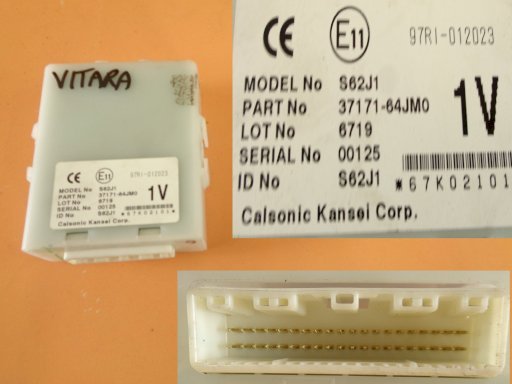 VITARA
CE E11 97RI-012023
MODEL No S62J1
PART No 37171-64JM0
LOT No 6719
SERIAL No 00125
ID No S62J1
1V
*67K02101*
Calsonic Kansei Corp.
CE E11 97RI-012023
MODEL No S62J1
PART No 37171-64JM0
LOT No 6719
SERIAL No 00125
ID No S62J1
1V
*67K02101
Calsonic Kansei Corp.